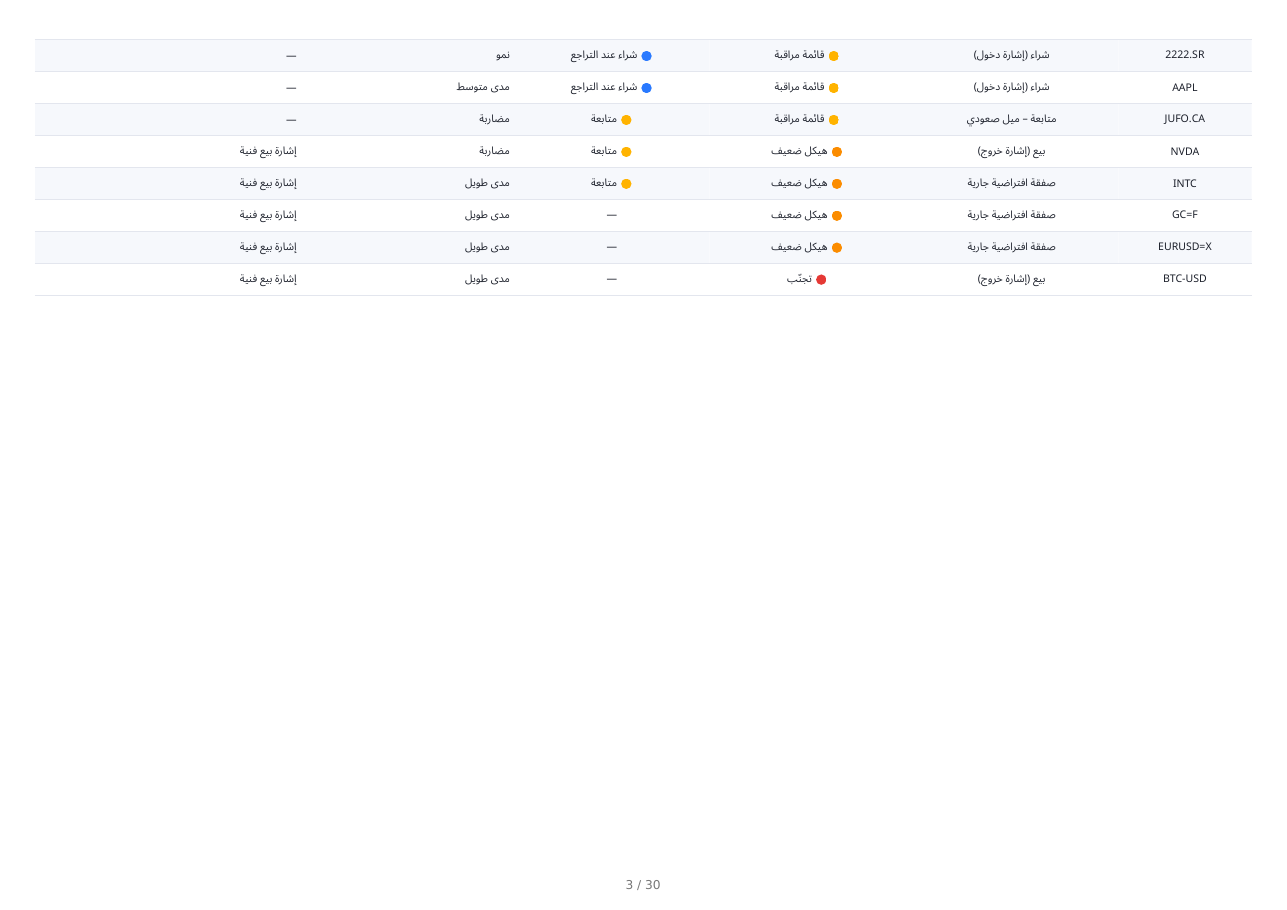 2222.SR شراء (إشارة دخول) قائمة مراقبة شراء عند التراجع نمو —
AAPL شراء (إشارة دخول) قائمة مراقبة شراء عند التراجع مدى متوسط —
JUFO.CA متابعة – ميل صعودي قائمة مراقبة متابعة مضاربة —
NVDA بيع (إشارة خروج) هيكل ضعيف متابعة مضاربة إشارة بيع فنية
INTC صفقة افتراضية جارية هيكل ضعيف متابعة مدى طويل إشارة بيع فنية
GC=F صفقة افتراضية جارية هيكل ضعيف — مدى طويل إشارة بيع فنية
EURUSD=X صفقة افتراضية جارية هيكل ضعيف — مدى طويل إشارة بيع فنية
BTC-USD بيع (إشارة خروج) تجنّب — مدى طويل إشارة بيع فنية
3 / 30